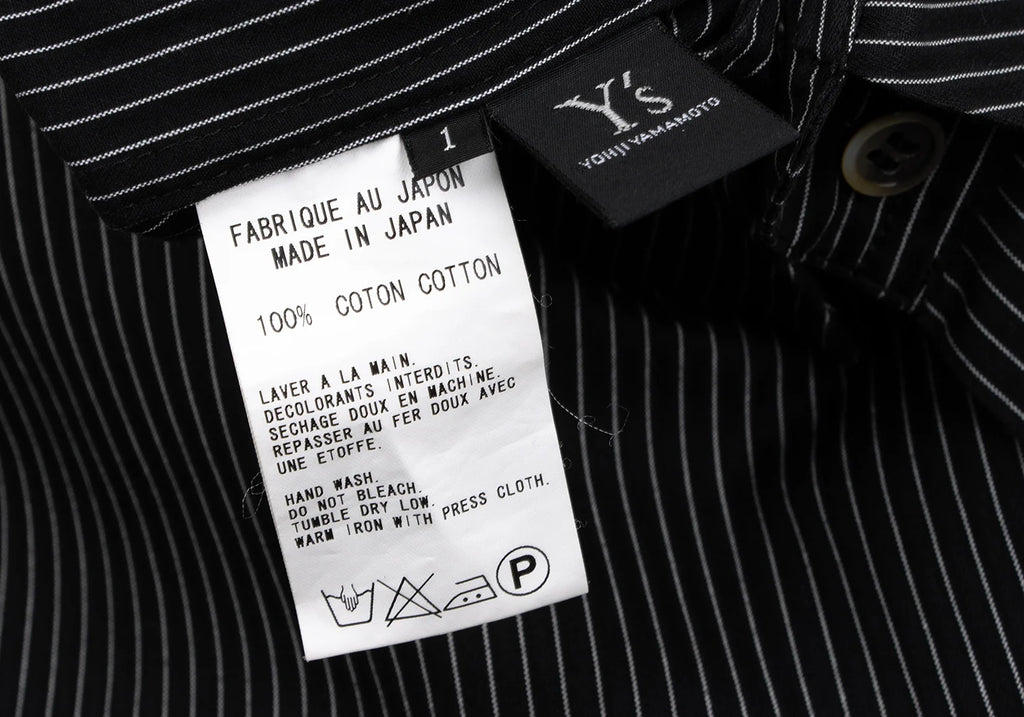 Y's
YOHJI YAMAMOTO
1
FABRIQUE AU JAPON
MADE IN JAPAN
100% COTON COTTON
LAVER A LA MAIN.
DECOLORANTS INTERDITS.
SECHAGE DOUX EN MACHINE.
REPASSER AU FER DOUX AVEC
UNE ETOFFE.
HAND WASH.
DO NOT BLEACH.
TUMBLE DRY LOW.
WARM IRON WITH PRESS CLOTH.
P